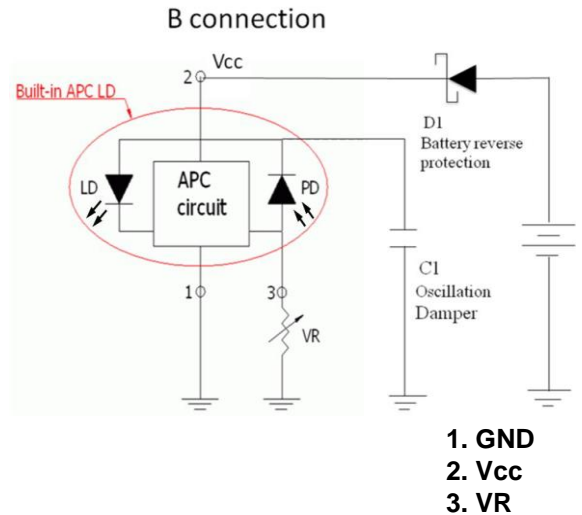 B connection
Vcc
2
Built-in APC LD
D1
Battery reverse
protection
LD
APC
circuit
PD
C1
Oscillation
Damper
1
3
VR
1. GND
2. Vcc
3. VR